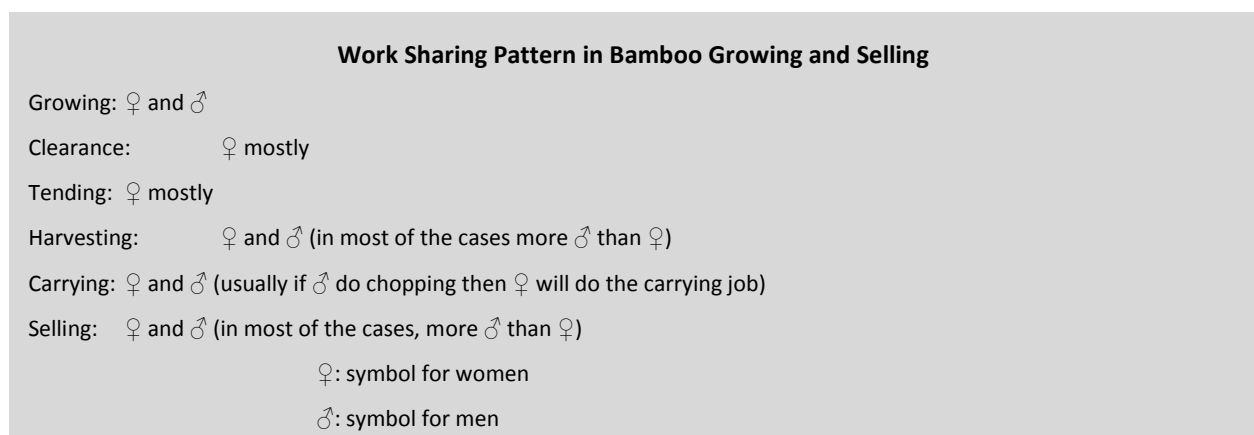 Work Sharing Pattern in Bamboo Growing and Selling
Growing: ♀ and ♂
Clearance: ♀ mostly
Tending: ♀ mostly
Harvesting: ♀ and ♂ (in most of the cases more ♂ than ♀)
Carrying: ♀ and ♂ (usually if ♂ do chopping then ♀ will do the carrying job)
Selling: ♀ and ♂ (in most of the cases, more ♂ than ♀)
♀: symbol for women
♂: symbol for men